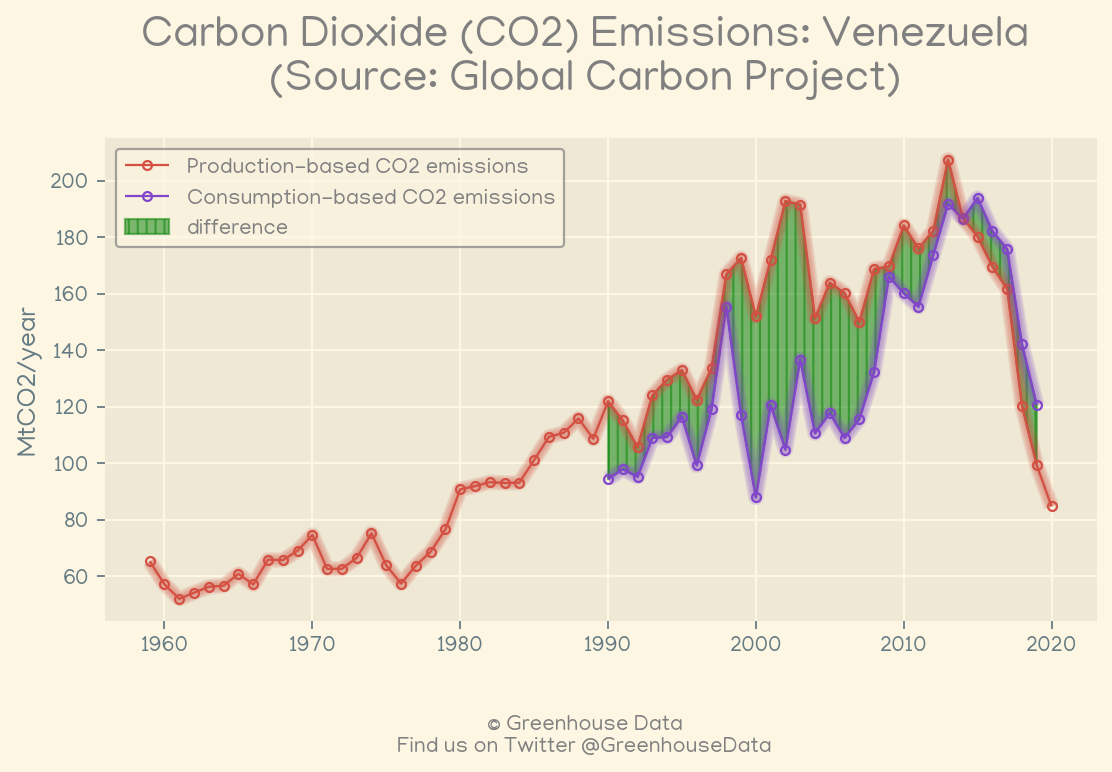 Carbon Dioxide (CO2) Emissions: Venezuela
(Source: Global Carbon Project)
Production-based CO2 emissions
Consumption-based CO2 emissions
difference
MtCO2/year
200
180
160
140
120
100
80
60
1960 1970 1980 1990 2000 2010 2020
© Greenhouse Data
Find us on Twitter @GreenhouseData